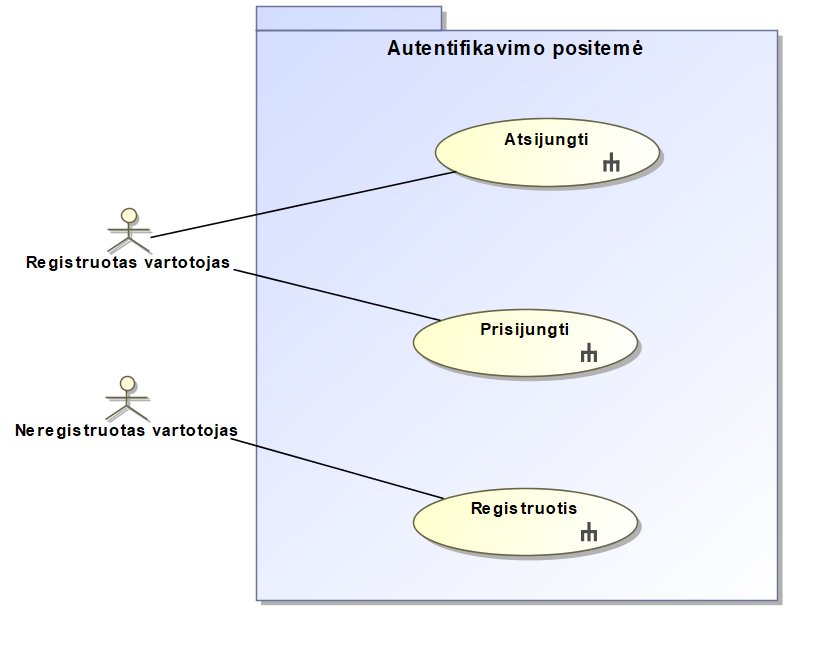 Autentifikavimo positemė
Atsijungti
Registruotas vartotojas
Prisijungti
Neregistruotas vartotojas
Registruotis